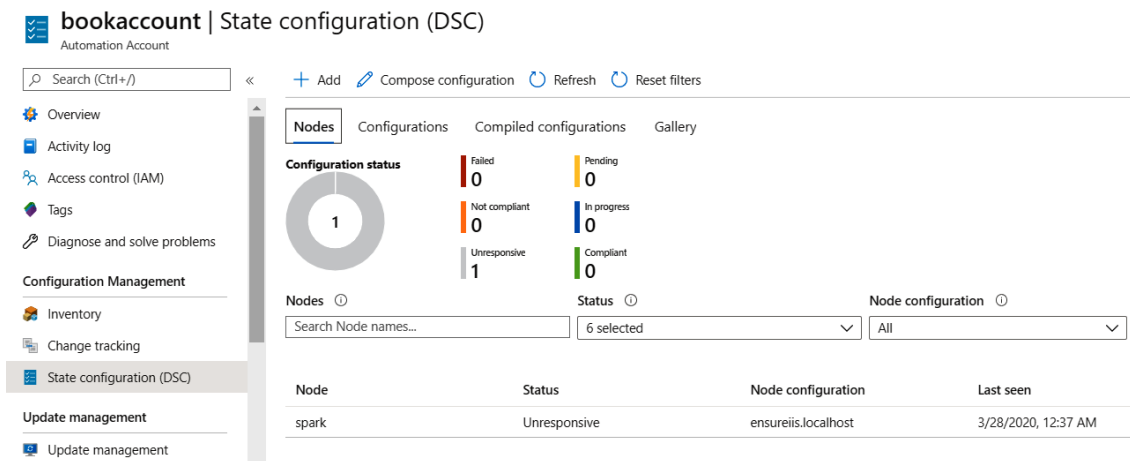 bookaccount | State configuration (DSC)
Automation Account
Search (Ctrl+/)
«
Overview
Activity log
Access control (IAM)
Tags
Diagnose and solve problems
Configuration Management
Inventory
Change tracking
State configuration (DSC)
Update management
Update management
Add Compose configuration Refresh Reset filters
Nodes Configurations Compiled configurations Gallery
Configuration status
1
Failed
0
Pending
0
Not compliant
0
In progress
0
Unresponsive
1
Compliant
0
Nodes Status Node configuration
Search Node names... 6 selected All
Node Status Node configuration Last seen
spark Unresponsive ensureiis.localhost 3/28/2020, 12:37 AM